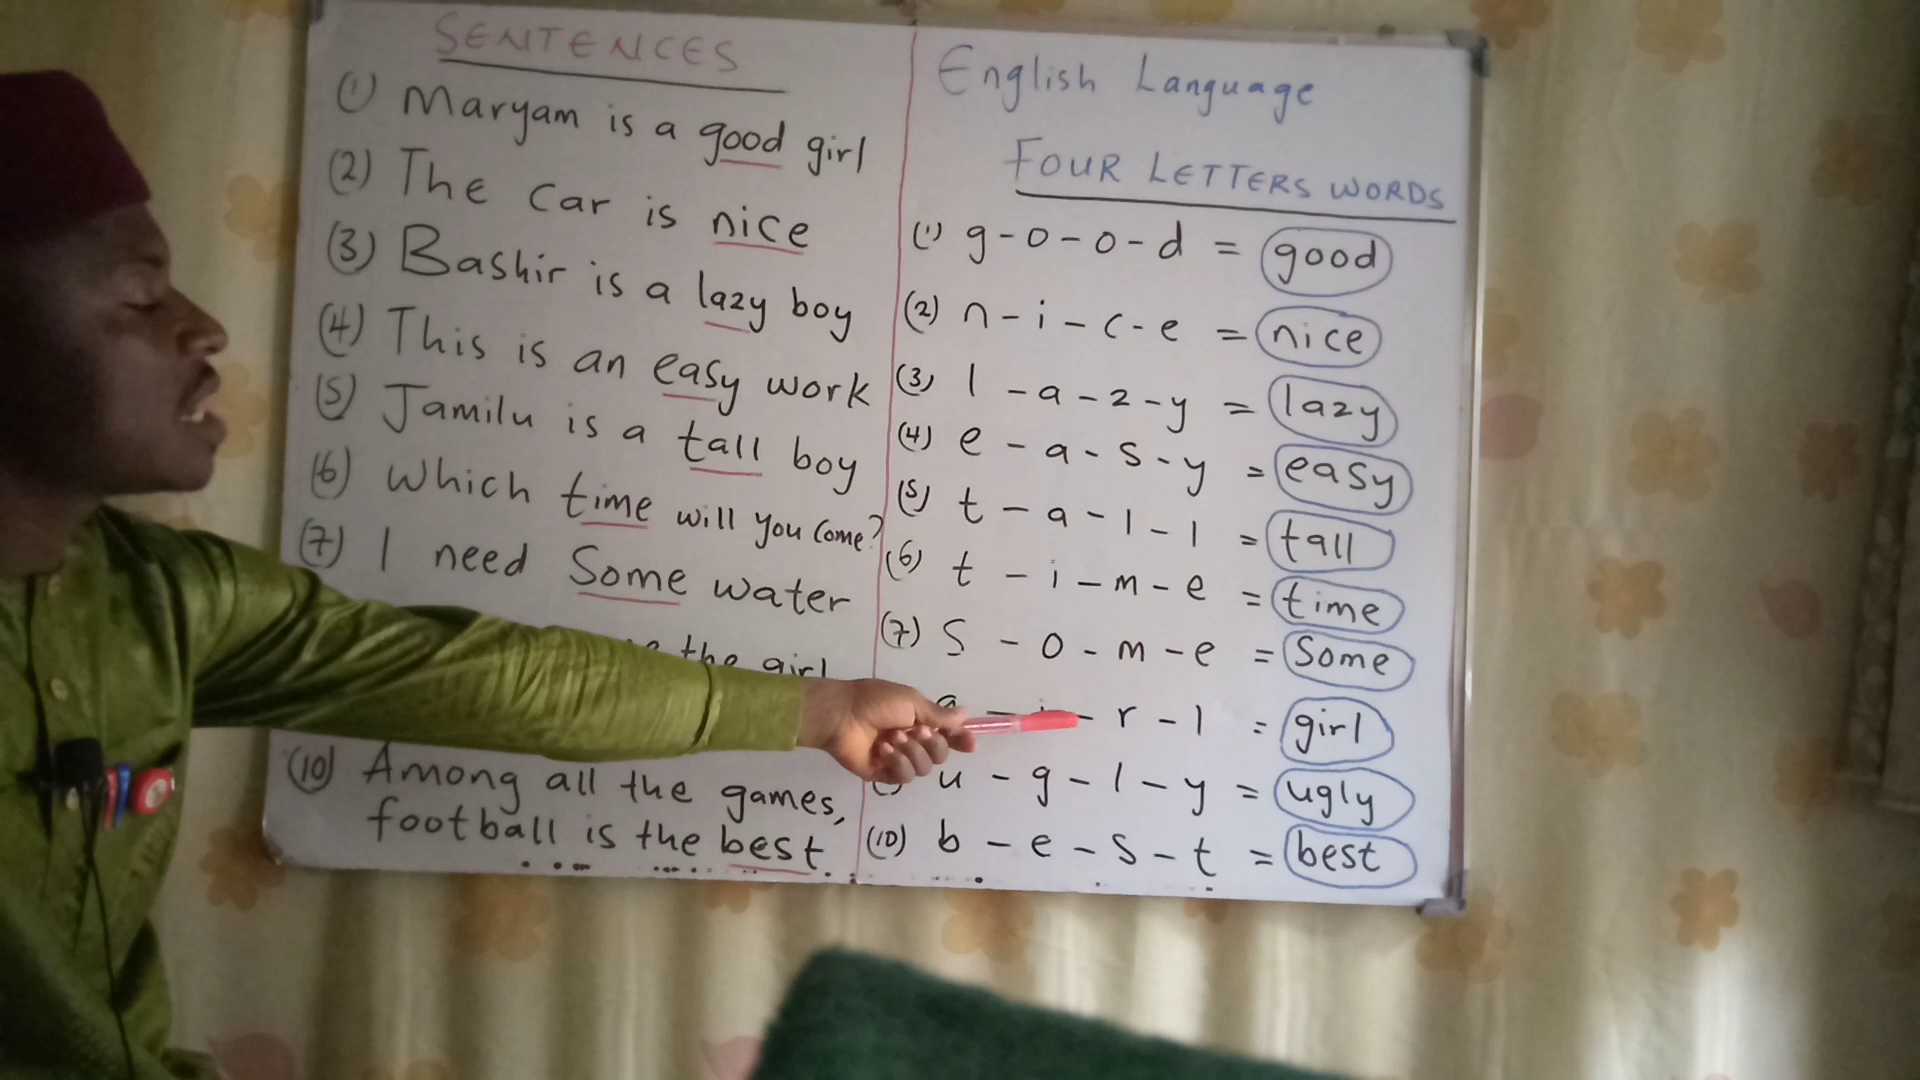 SENTENCES
(1) Maryam is a good girl
(2) The car is nice
(3) Bashir is a lazy boy
(4) This is an easy work
(5) Jamilu is a tall boy
(6) Which time will you come?
(7) I need Some water
the girl
(10) Among all the games,
football is the best
English Language
FOUR LETTERS WORDS
(1) g-o-o-d = good
(2) n-i-c-e = nice
(3) l-a-z-y = lazy
(4) e-a-s-y = easy
(5) t-a-l-l = tall
(6) t-i-m-e = time
(7) S-o-m-e = Some
g-i-r-l = girl
u-g-l-y = ugly
(10) b-e-s-t = best